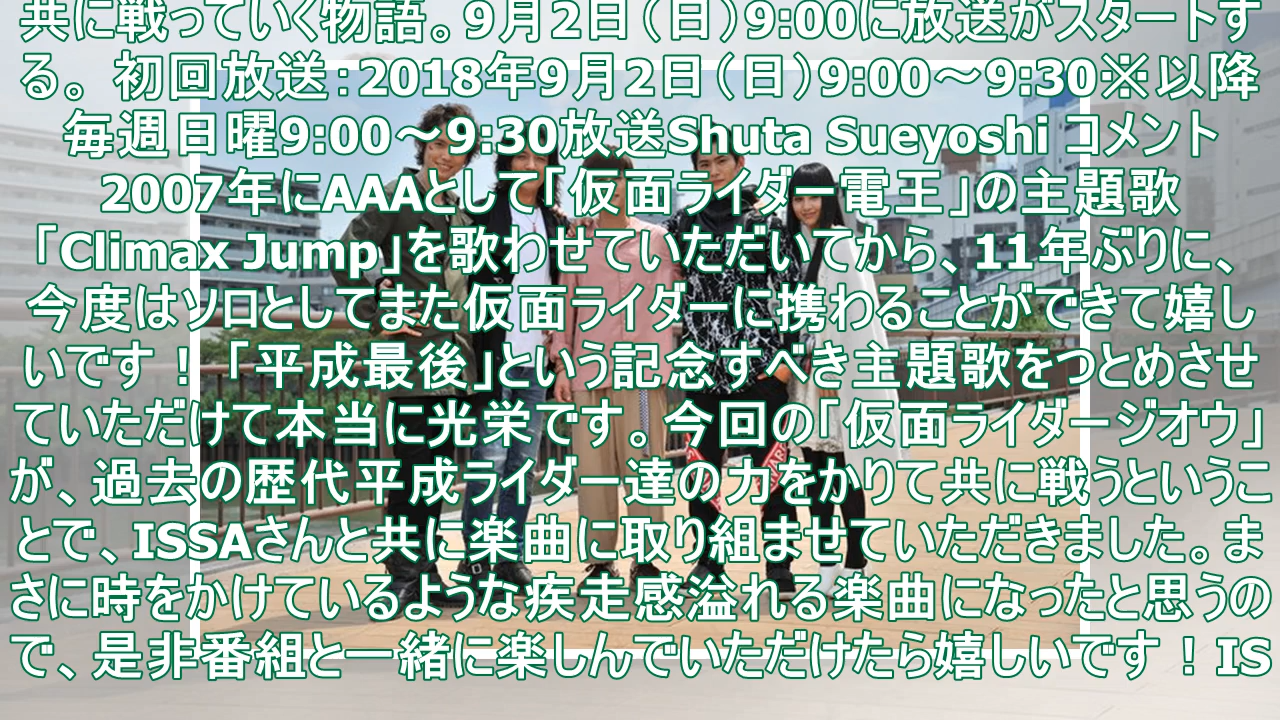 共に戦っていく物語。9月2日（日）9:00に放送がスタートす
る。 初回放送：2018年9月2日（日）9:00～9:30※以降
毎週日曜9:00～9:30放送Shuta Sueyoshi コメント
2007年にAAAとして「仮面ライダー電王」の主題歌
「Climax Jump」を歌わせていただいてから、11年ぶりに、
今度はソロとしてまた仮面ライダーに携わることができて嬉し
いです！ 「平成最後」という記念すべき主題歌をつとめさせ
ていただけて本当に光栄です。今回の「仮面ライダージオウ」
が、過去の歴代平成ライダー達の力をかりて共に戦うというこ
とで、ISSAさんと共に楽曲に取り組ませていただきました。ま
さに時をかけているような疾走感溢れる楽曲になったと思うの
で、是非番組と一緒に楽しんでいただけたら嬉しいです！IS